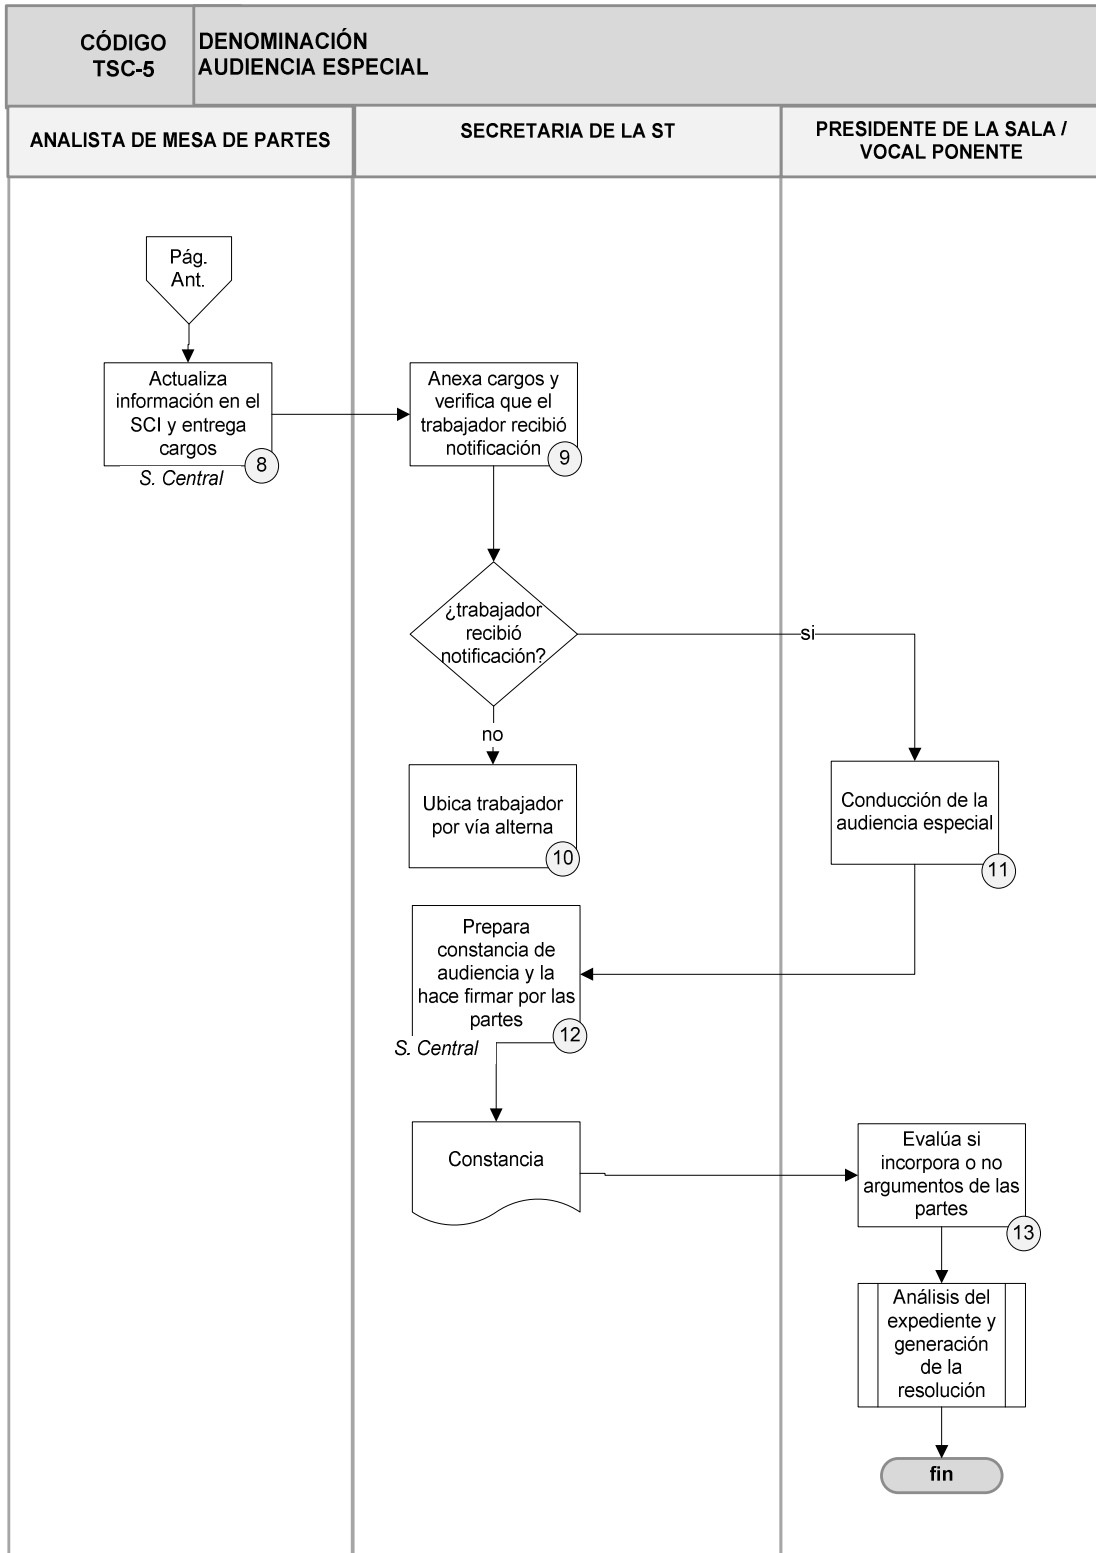 CÓDIGO
TSC-5
DENOMINACIÓN
AUDIENCIA ESPECIAL
ANALISTA DE MESA DE PARTES
SECRETARIA DE LA ST
PRESIDENTE DE LA SALA /
VOCAL PONENTE
Pág.
Ant.
Actualiza
información en el
SCI y entrega
cargos
8
S. Central
Anexa cargos y
verifica que el
trabajador recibió
notificación
9
¿trabajador
recibió
notificación?
si
no
Ubica trabajador
por vía alterna
10
Conducción de la
audiencia especial
11
Prepara
constancia de
audiencia y la
hace firmar por las
partes
12
S. Central
Constancia
Evalúa si
incorpora o no
argumentos de las
partes
13
Análisis del
expediente y
generación
de la
resolución
fin